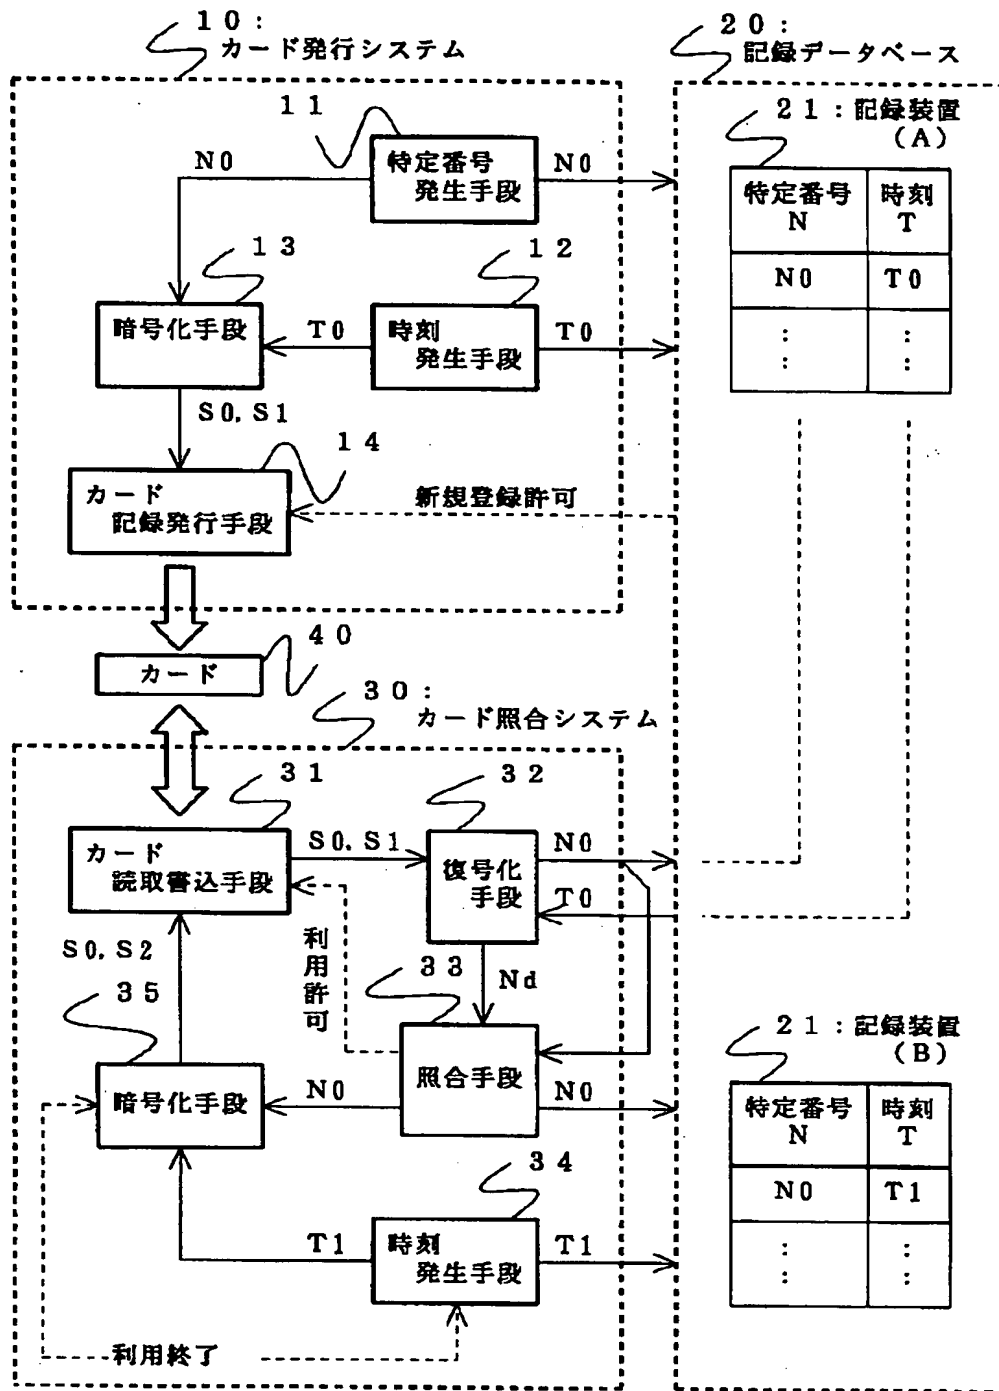 10:
カード発行システム
20:
記録データベース
11
特定番号
発生手段
N0
N0
21:記録装置
(A)
特定番号
N
時刻
T
N0
T0
:
:
:
:
13
暗号化手段
T0
12
時刻
発生手段
T0
S0, S1
14
カード
記録発行手段
新規登録許可
40
カード
30:
カード照合システム
31
カード
読取書込手段
S0, S1
32
復号化
手段
N0
T0
利用許可
S0, S2
33
Nd
照合手段
35
暗号化手段
N0
N0
21:記録装置
(B)
特定番号
N
時刻
T
N0
T1
:
:
:
:
34
T1
時刻
発生手段
T1
利用終了